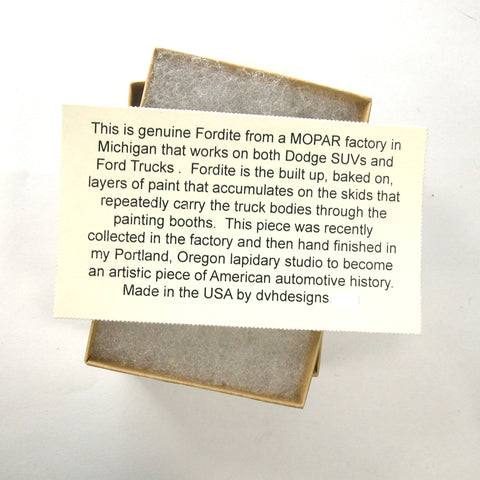 This is genuine Fordite from a MOPAR factory in
Michigan that works on both Dodge SUVs and
Ford Trucks . Fordite is the built up, baked on,
layers of paint that accumulates on the skids that
repeatedly carry the truck bodies through the
painting booths. This piece was recently
collected in the factory and then hand finished in
my Portland, Oregon lapidary studio to become
an artistic piece of American automotive history.
Made in the USA by dvhdesigns